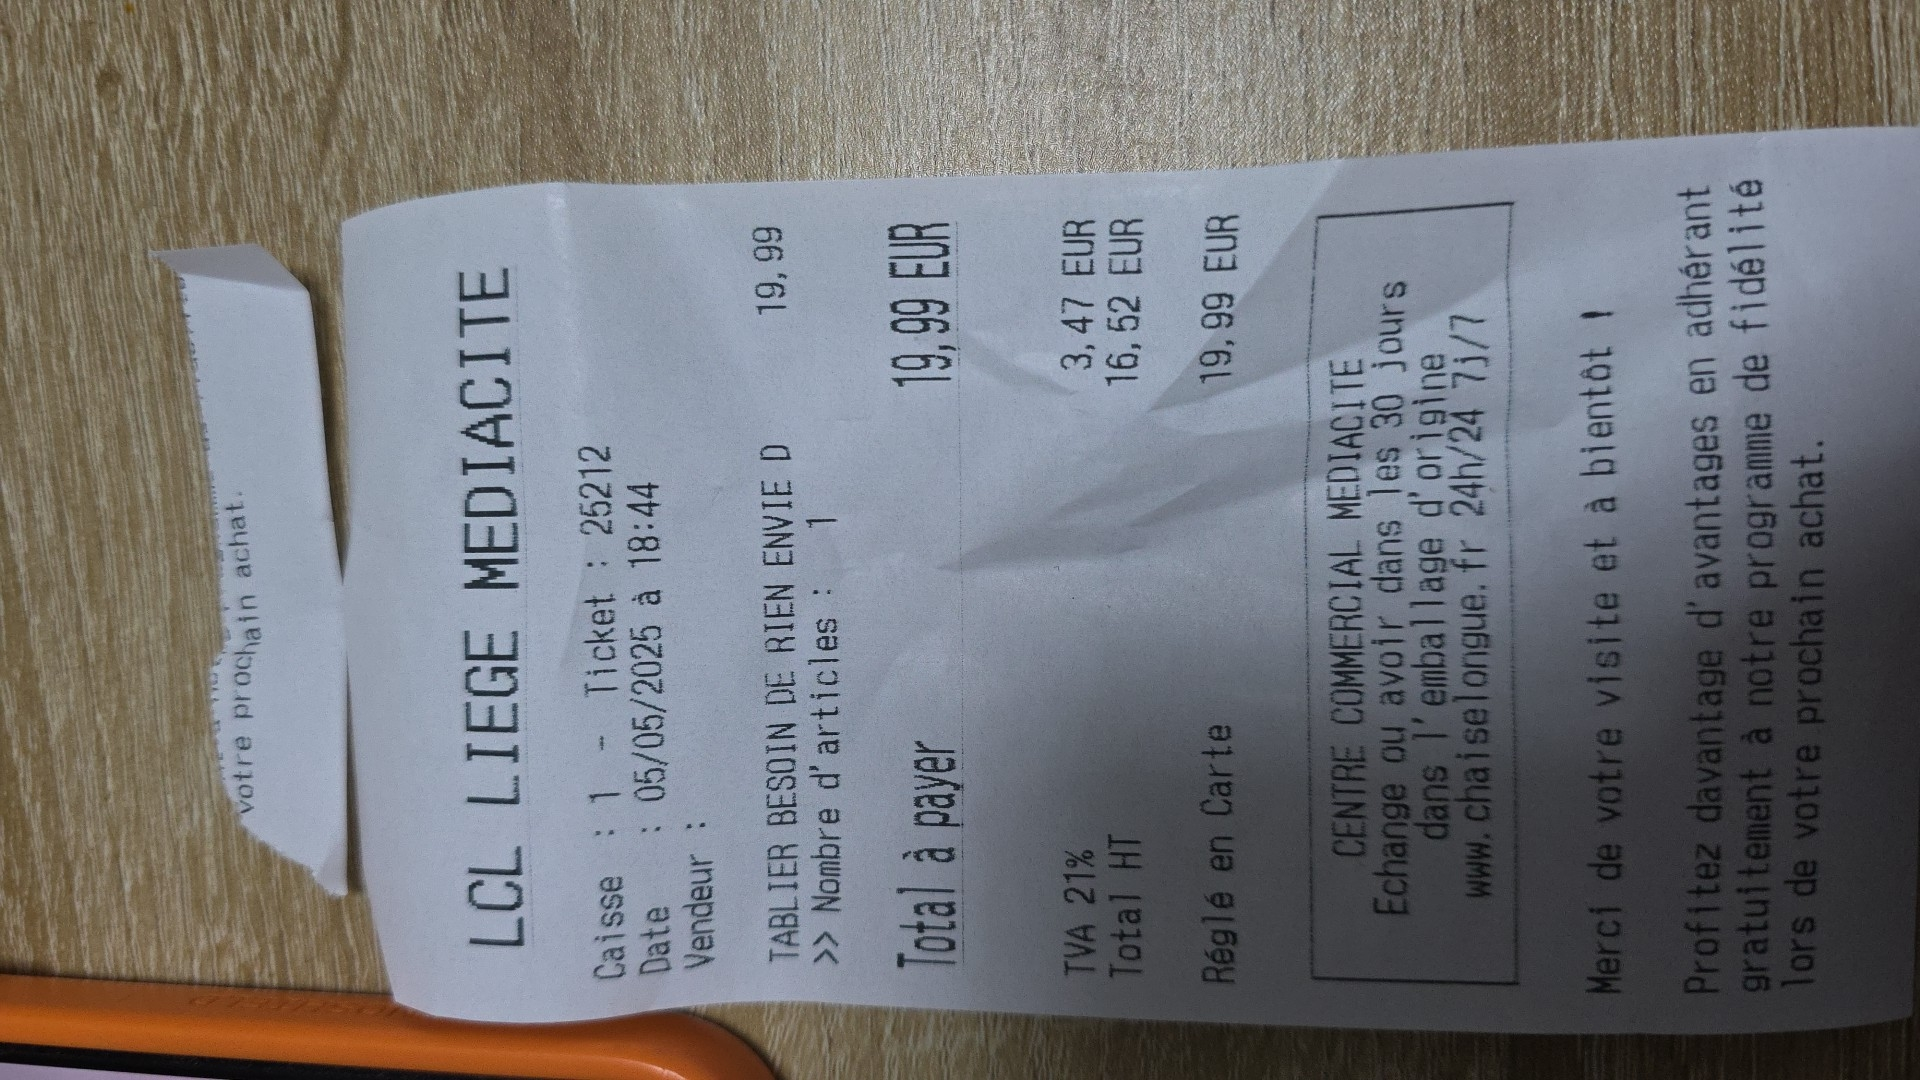 votre prochain achat.
LCL LIEGE MEDIACITE
Caisse : 1 - Ticket : 25212
Date : 05/05/2025 à 18:44
Vendeur :
TABLIER BESOIN DE RIEN ENVIE D 19,99
>> Nombre d'articles : 1
Total à payer 19,99 EUR
TVA 21% 3,47 EUR
Total HT 16,52 EUR
Réglé en Carte 19,99 EUR
CENTRE COMMERCIAL MEDIACITE
Echange ou avoir dans les 30 jours
dans l'emballage d'origine
www.chaiselongue.fr 24h/24 7j/7
Merci de votre visite et à bientôt !
Profitez davantage d'avantages en adhérant
gratuitement à notre programme de fidélité
lors de votre prochain achat.